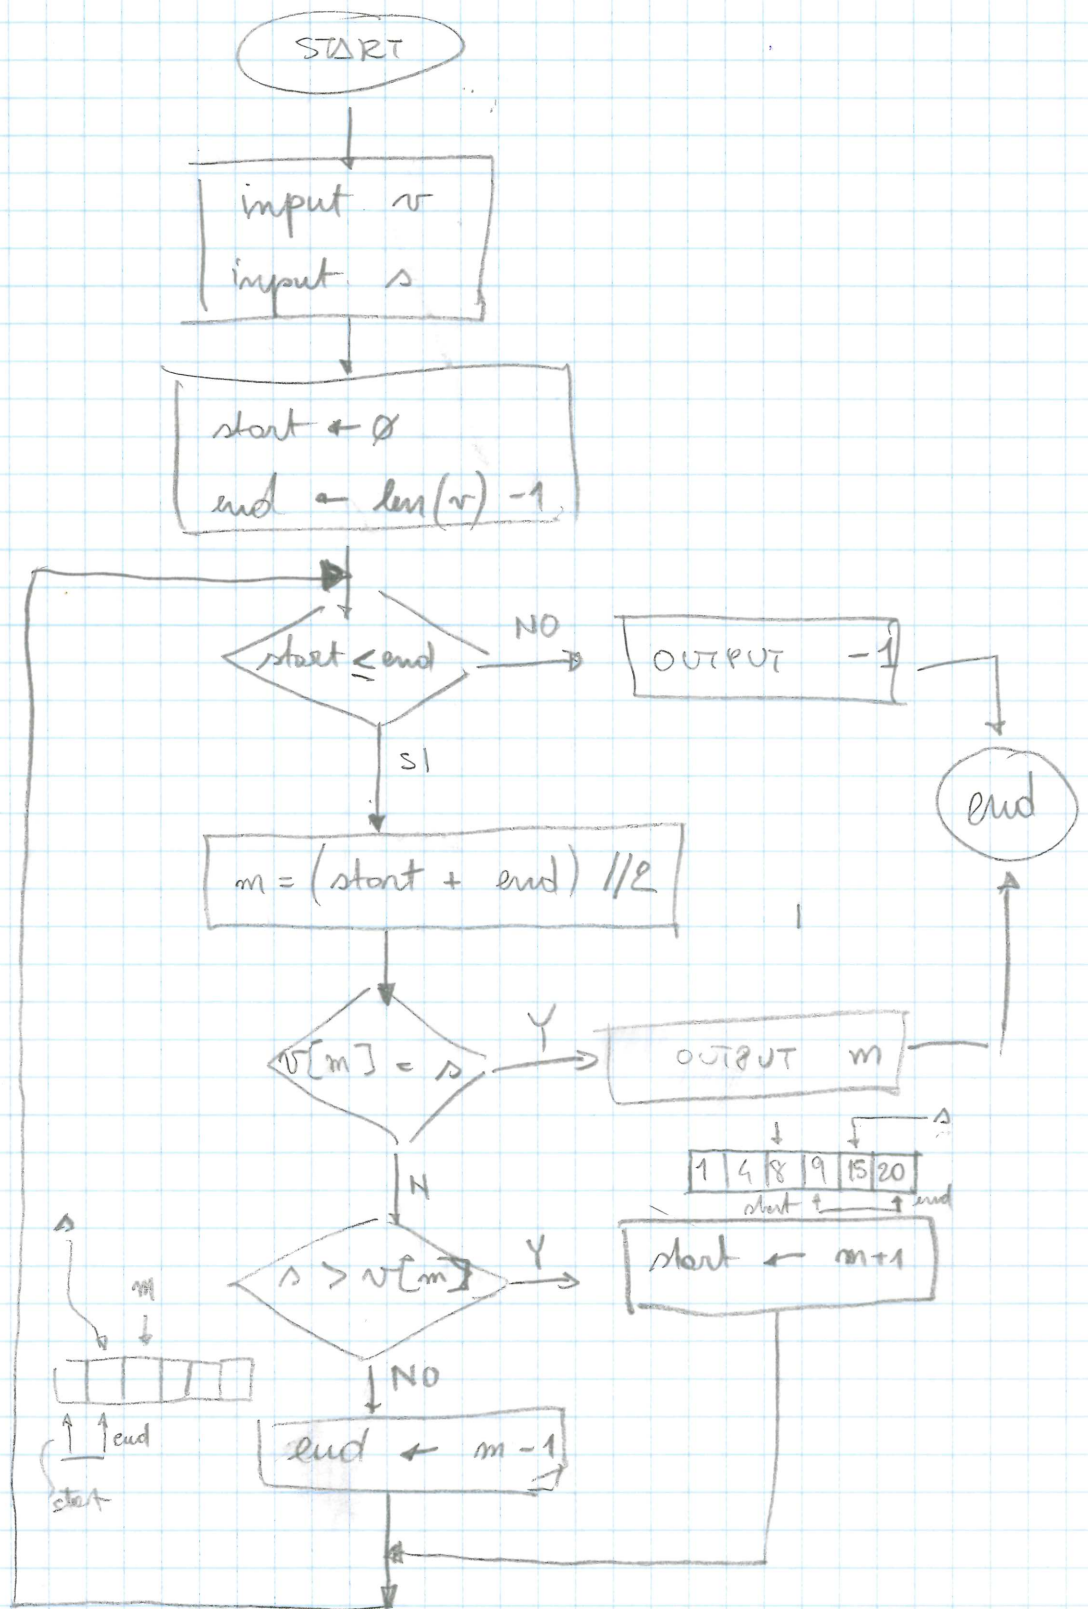 START
input v
input s
start ← 0
end ← len(v) -1
start ≤ end
NO
OUTPUT -1
SI
end
m = (start + end) //2
v[m] = s
Y
OUTPUT m
N
s
1 4 8 9 15 20
start
end
s > v[m]
Y
start ← m+1
s
m
NO
end
start
end ← m-1